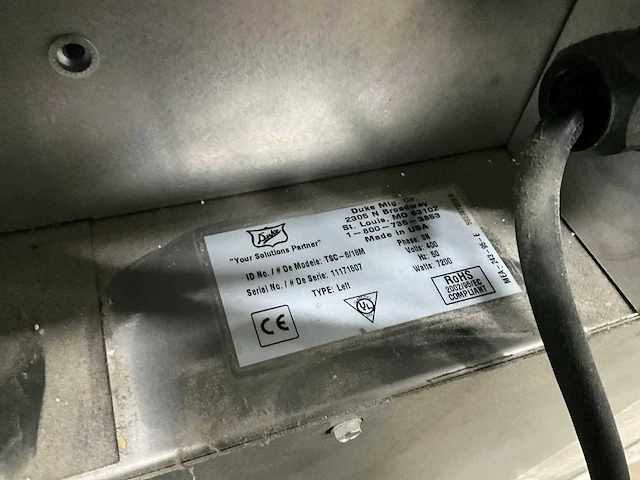 Duke
"Your Solutions Partner"
Duke Mfg. Co.
2305 N Broadway
St. Louis, MO 63102
1-800-735-3853
Made in USA
ID No. / # De Modele: TSC-6/18M
Serial No. / # De Serie: 11171607
TYPE: Left
Phase: 3N
Volts: 400
Hz: 50
Watts: 7200
CE
RoHS
2002/95/EC
COMPLIANT